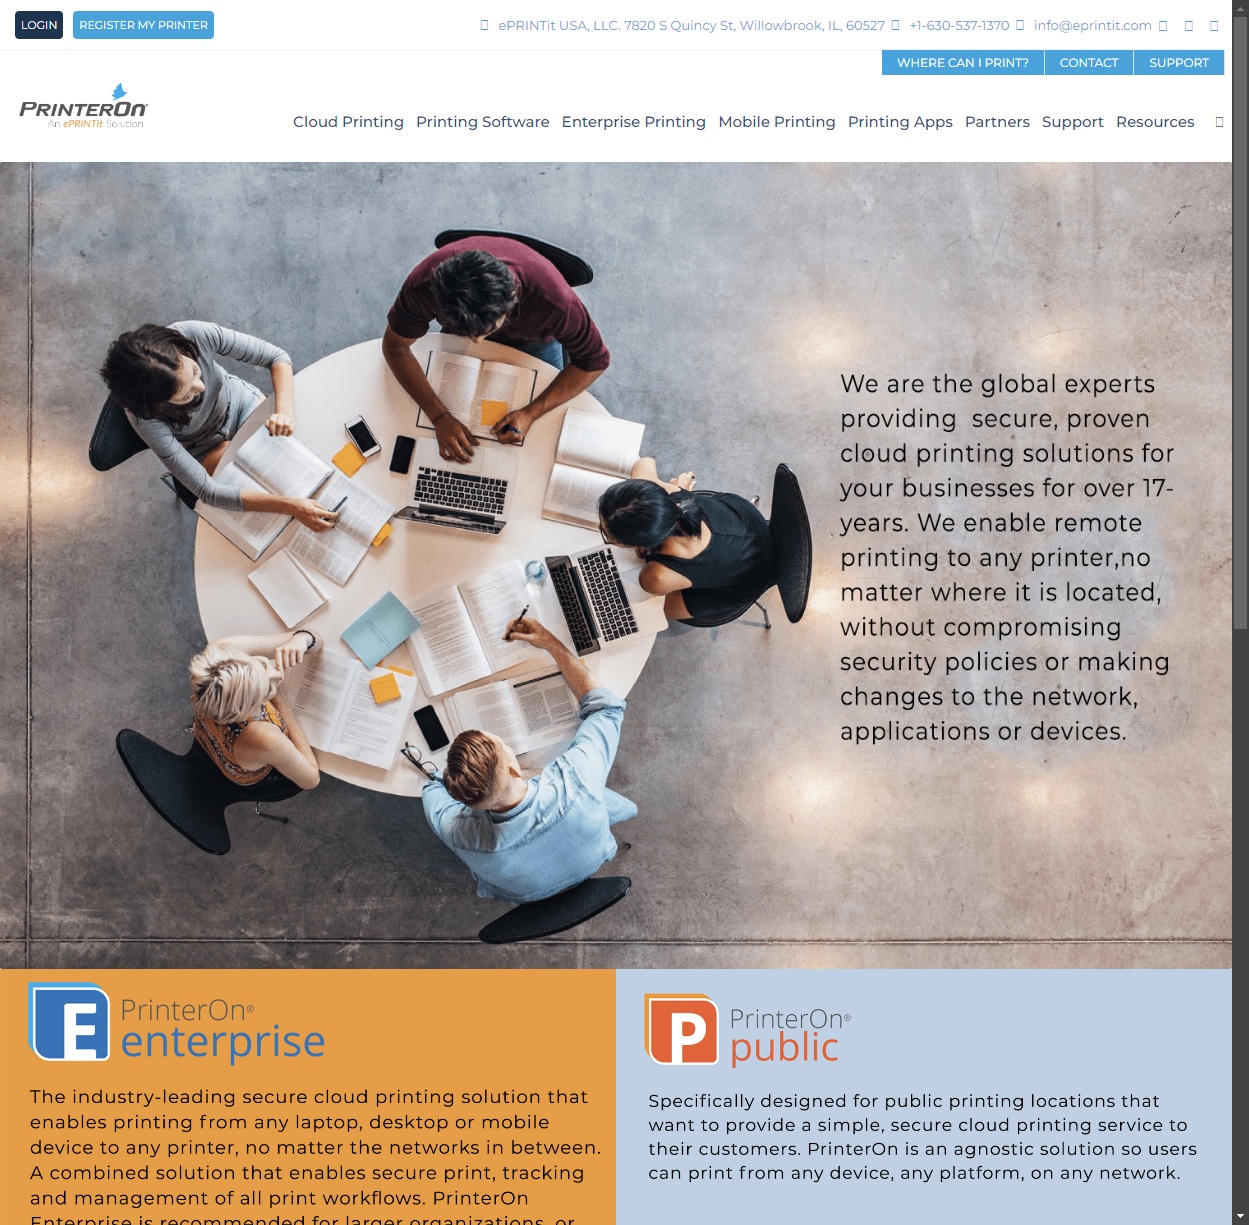 LOGIN
REGISTER MY PRINTER
ePRINTit USA, LLC. 7820 S Quincy St, Willowbrook, IL, 60527
+1-630-537-1370
info@eprintit.com
WHERE CAN I PRINT?
CONTACT
SUPPORT
PRINTERON®
An ePRINTit Solution
Cloud Printing
Printing Software
Enterprise Printing
Mobile Printing
Printing Apps
Partners
Support
Resources
We are the global experts
providing secure, proven
cloud printing solutions for
your businesses for over 17-
years. We enable remote
printing to any printer,no
matter where it is located,
without compromising
security policies or making
changes to the network,
applications or devices.
E
PrinterOn®
enterprise
The industry-leading secure cloud printing solution that
enables printing from any laptop, desktop or mobile
device to any printer, no matter the networks in between.
A combined solution that enables secure print, tracking
and management of all print workflows. PrinterOn
Enterprise is recommended for larger organizations, or
P
PrinterOn®
public
Specifically designed for public printing locations that
want to provide a simple, secure cloud printing service to
their customers. PrinterOn is an agnostic solution so users
can print from any device, any platform, on any network.